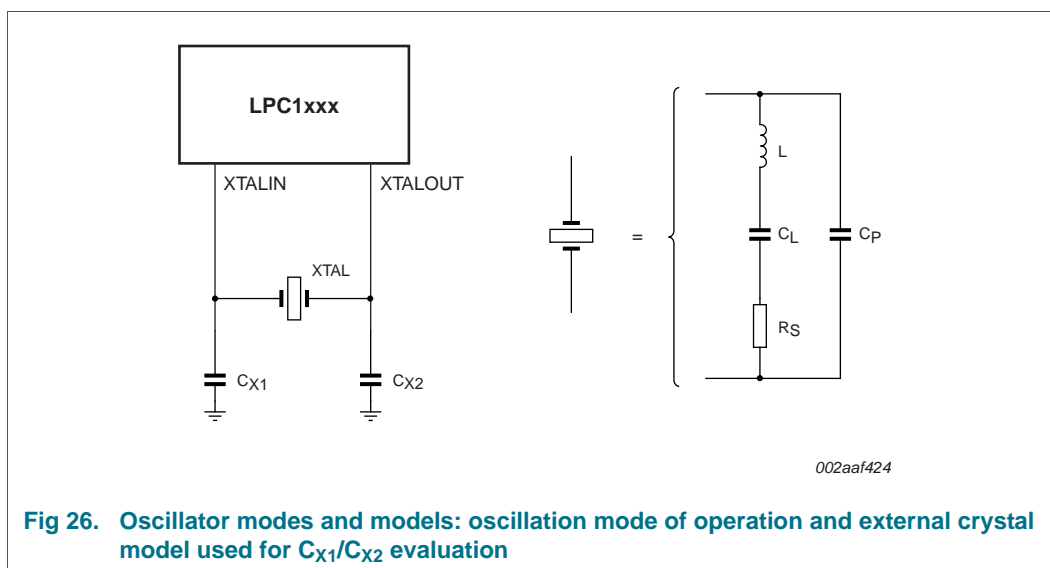 LPC1xxx
XTALIN
XTALOUT
XTAL
CX1
CX2
=
L
CL
CP
RS
002aaf424
Fig 26. Oscillator modes and models: oscillation mode of operation and external crystal
model used for CX1/CX2 evaluation